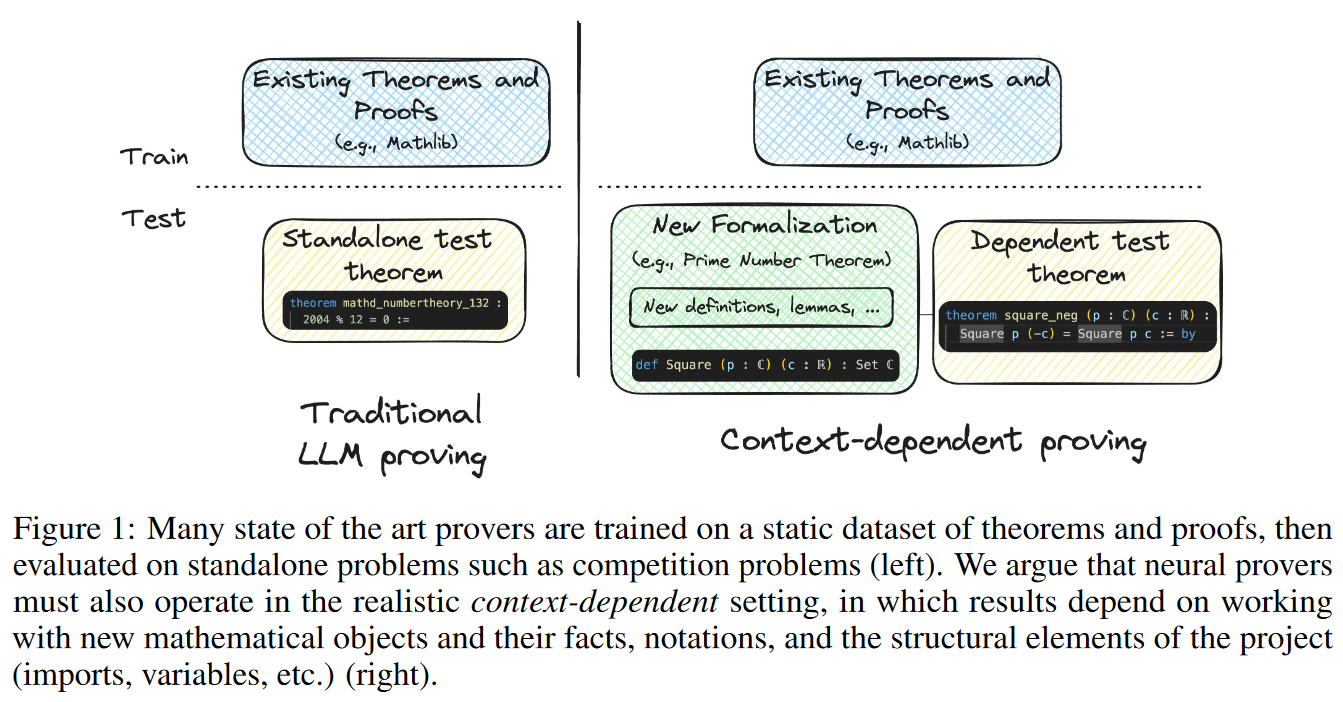 Existing Theorems and
Proofs
(e.g., Mathlib)
Existing Theorems and
Proofs
(e.g., Mathlib)
Train
Test
Standalone test
theorem
theorem mathd_numbertheory_132 :
2004 % 12 = 0 :=
New Formalization
(e.g., Prime Number Theorem)
New definitions, lemmas, ...
def Square (p : ℂ) (c : ℝ) : Set ℂ
Dependent test
theorem
theorem square_neg (p : ℂ) (c : ℝ) :
Square p (-c) = Square p c := by
Traditional
LLM proving
Context-dependent proving
Figure 1: Many state of the art provers are trained on a static dataset of theorems and proofs, then
evaluated on standalone problems such as competition problems (left). We argue that neural provers
must also operate in the realistic context-dependent setting, in which results depend on working
with new mathematical objects and their facts, notations, and the structural elements of the project
(imports, variables, etc.) (right).